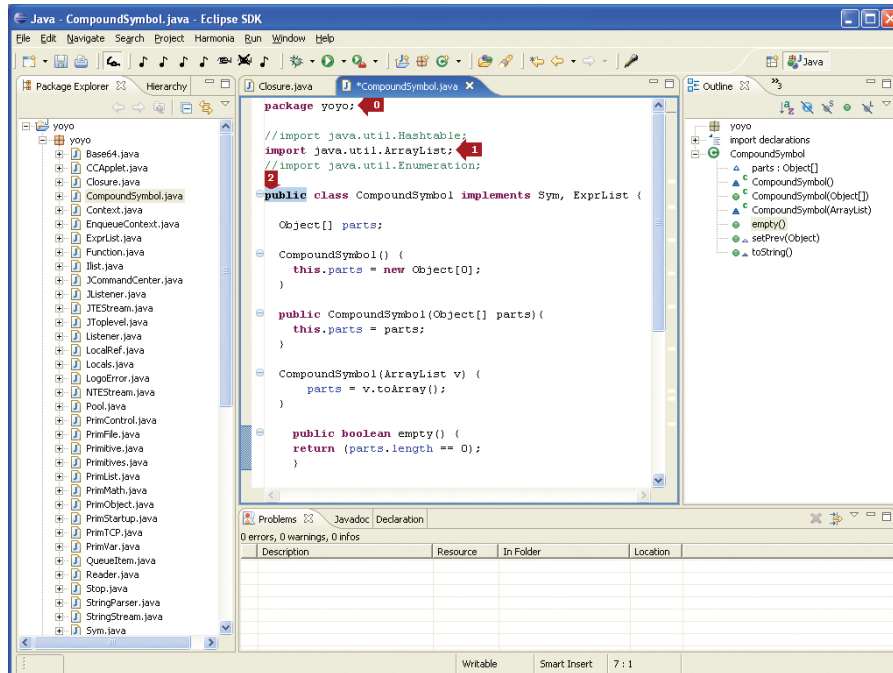 Java - CompoundSymbol.java - Eclipse SDK
File Edit Navigate Search Project Harmonia Run Window Help
Java
Package Explorer Hierarchy
yoyo
yoyo
Base64.java
CCApplet.java
Closure.java
CompoundSymbol.java
Context.java
EnqueueContext.java
ExprList.java
Function.java
Ilist.java
JCommandCenter.java
JListener.java
JTEStream.java
JToplevel.java
Listener.java
LocalRef.java
Locals.java
LogoError.java
NTEStream.java
Pool.java
PrimControl.java
PrimFile.java
Primitive.java
Primitives.java
PrimList.java
PrimMath.java
PrimObject.java
PrimStartup.java
PrimTCP.java
PrimVar.java
QueueItem.java
Reader.java
Stop.java
StringParser.java
StringStream.java
Sym.java
Closure.java *CompoundSymbol.java
package yoyo; 0
//import java.util.Hashtable;
import java.util.ArrayList; 1
//import java.util.Enumeration;
2
public class CompoundSymbol implements Sym, ExprList {
Object[] parts;
CompoundSymbol() {
this.parts = new Object[0];
}
public CompoundSymbol(Object[] parts){
this.parts = parts;
}
CompoundSymbol(ArrayList v) {
parts = v.toArray();
}
public boolean empty() {
return (parts.length == 0);
}
Outline »3
yoyo
import declarations
CompoundSymbol
parts : Object[]
CompoundSymbol()
CompoundSymbol(Object[])
CompoundSymbol(ArrayList)
empty()
setPrev(Object)
toString()
Problems Javadoc Declaration
0 errors, 0 warnings, 0 infos
Description Resource In Folder Location
Writable Smart Insert 7 : 1